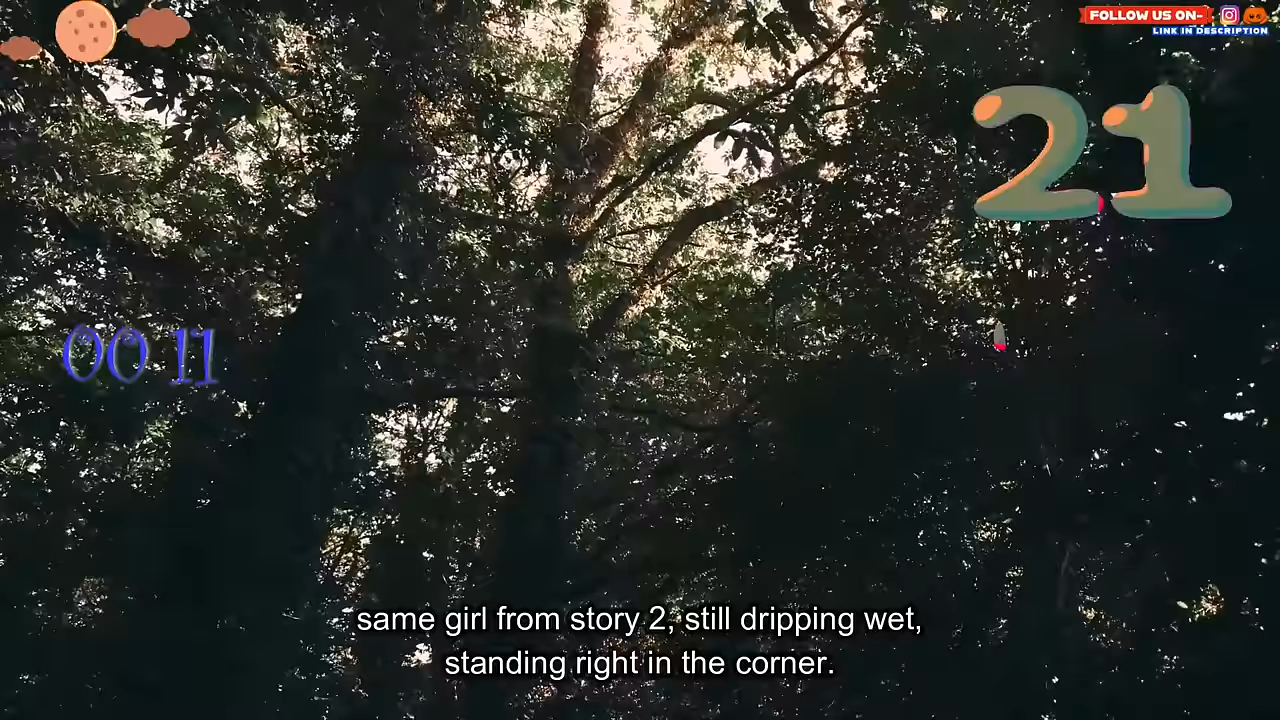 FOLLOW US ON-
LINK IN DESCRIPTION
21
00 11
same girl from story 2, still dripping wet,
standing right in the corner.